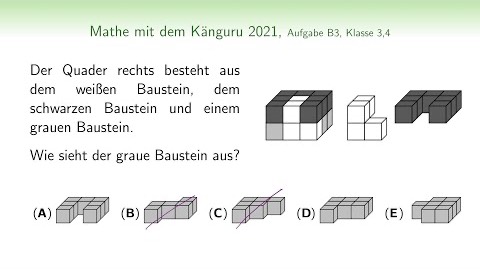 Mathe mit dem Känguru 2021, Aufgabe B3, Klasse 3,4
Der Quader rechts besteht aus
dem weißen Baustein, dem
schwarzen Baustein und einem
grauen Baustein.
Wie sieht der graue Baustein aus?
(A) (B) (C) (D) (E)